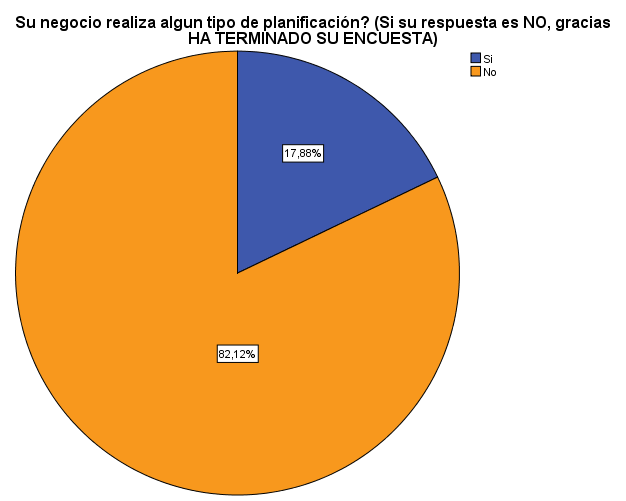 Su negocio realiza algun tipo de planificación? (Si su respuesta es NO, gracias
HA TERMINADO SU ENCUESTA)
Si
No
17,88%
82,12%